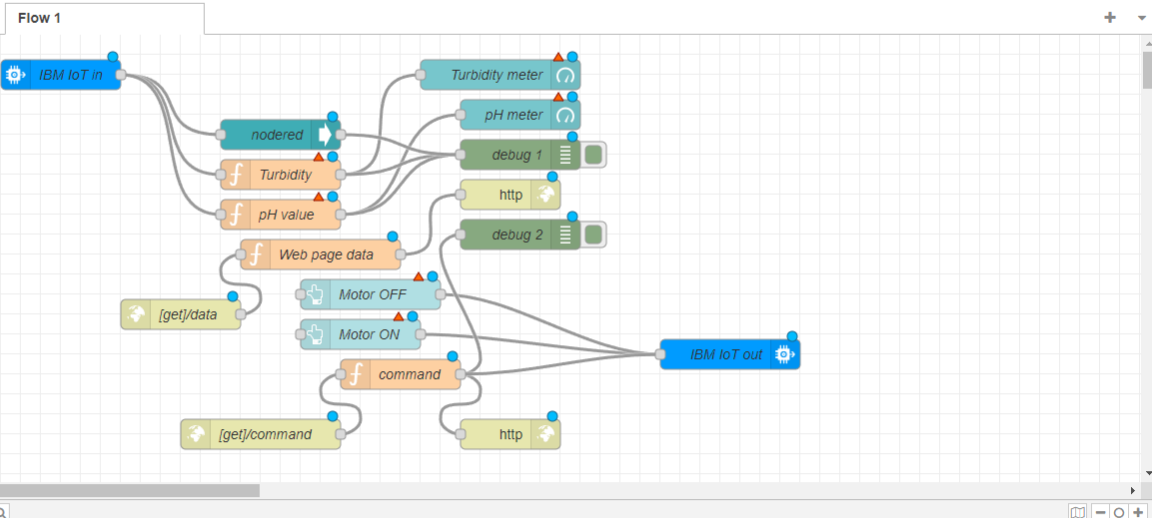 Flow 1
IBM IoT in
Turbidity meter
pH meter
nodered
debug 1
Turbidity
http
pH value
debug 2
Web page data
Motor OFF
[get]/data
Motor ON
IBM IoT out
command
[get]/command
http